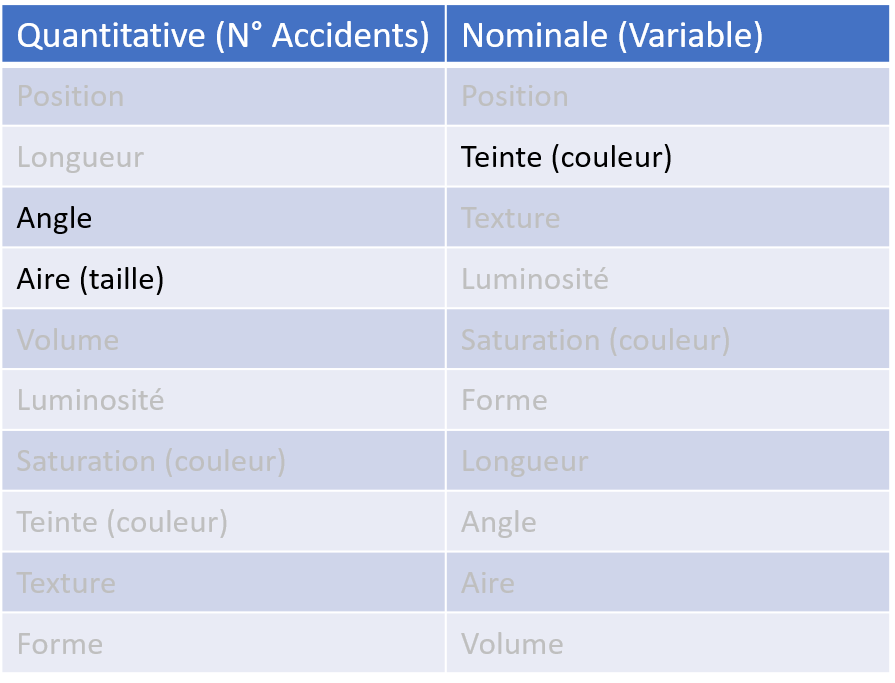 Quantitative (N° Accidents) Nominale (Variable)
Position Position
Longueur Teinte (couleur)
Angle Texture
Aire (taille) Luminosité
Volume Saturation (couleur)
Luminosité Forme
Saturation (couleur) Longueur
Teinte (couleur) Angle
Texture Aire
Forme Volume